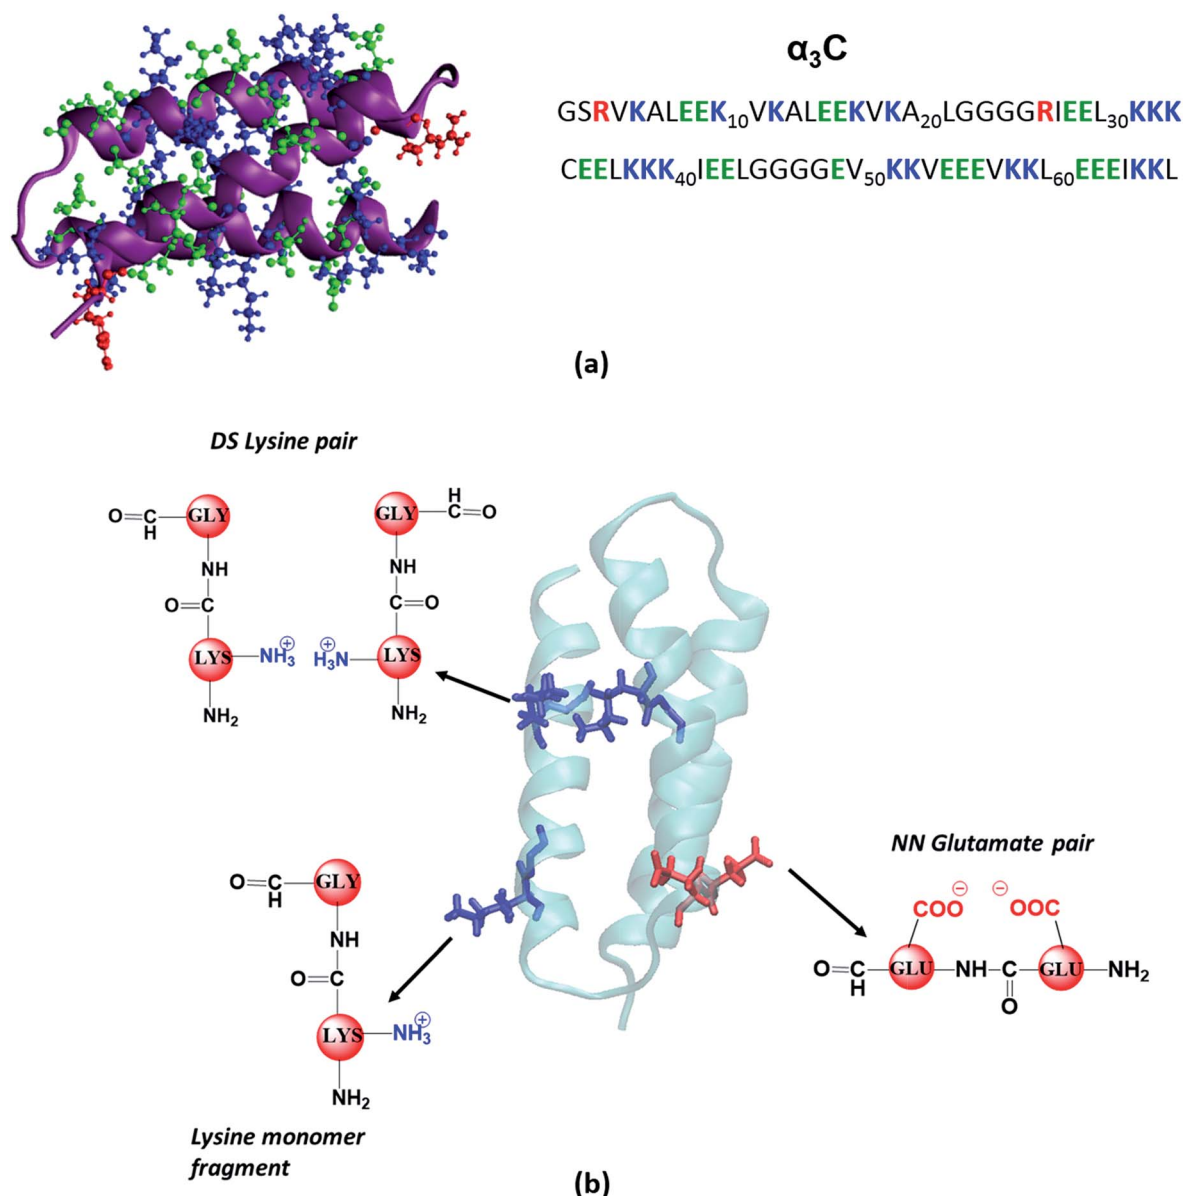 α₃C
GSRVKALEEK₁₀VKALEEKVKA₂₀LGGGGRIEEL₃₀KKK
CEELKKK₄₀IEELGGGGEV₅₀KKVEEEVKKL₆₀EEEIKKL
(a)
DS Lysine pair
O=C GLY GLY H C=O
H
NH NH
O=C C=O
LYS NH₃⊕ ⊕H₃N LYS
NH₂ NH₂
NN Glutamate pair
O=C GLY
H
NH
O=C
LYS NH₃⊕
NH₂
COO⊖ ⊖OOC
O=C GLU NH C GLU NH₂
H O
Lysine monomer
fragment
(b)